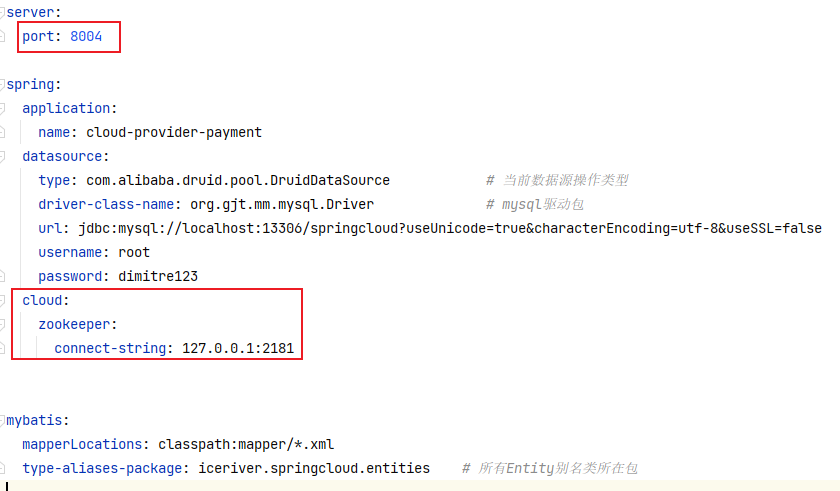 server:
  port: 8004
spring:
  application:
    name: cloud-provider-payment
  datasource:
    type: com.alibaba.druid.pool.DruidDataSource            # 当前数据源操作类型
    driver-class-name: org.gjt.mm.mysql.Driver              # mysql驱动包
    url: jdbc:mysql://localhost:13306/springcloud?useUnicode=true&characterEncoding=utf-8&useSSL=false
    username: root
    password: dimitre123
  cloud:
    zookeeper:
      connect-string: 127.0.0.1:2181
mybatis:
  mapperLocations: classpath:mapper/*.xml
  type-aliases-package: iceriver.springcloud.entities    # 所有Entity别名类所在包